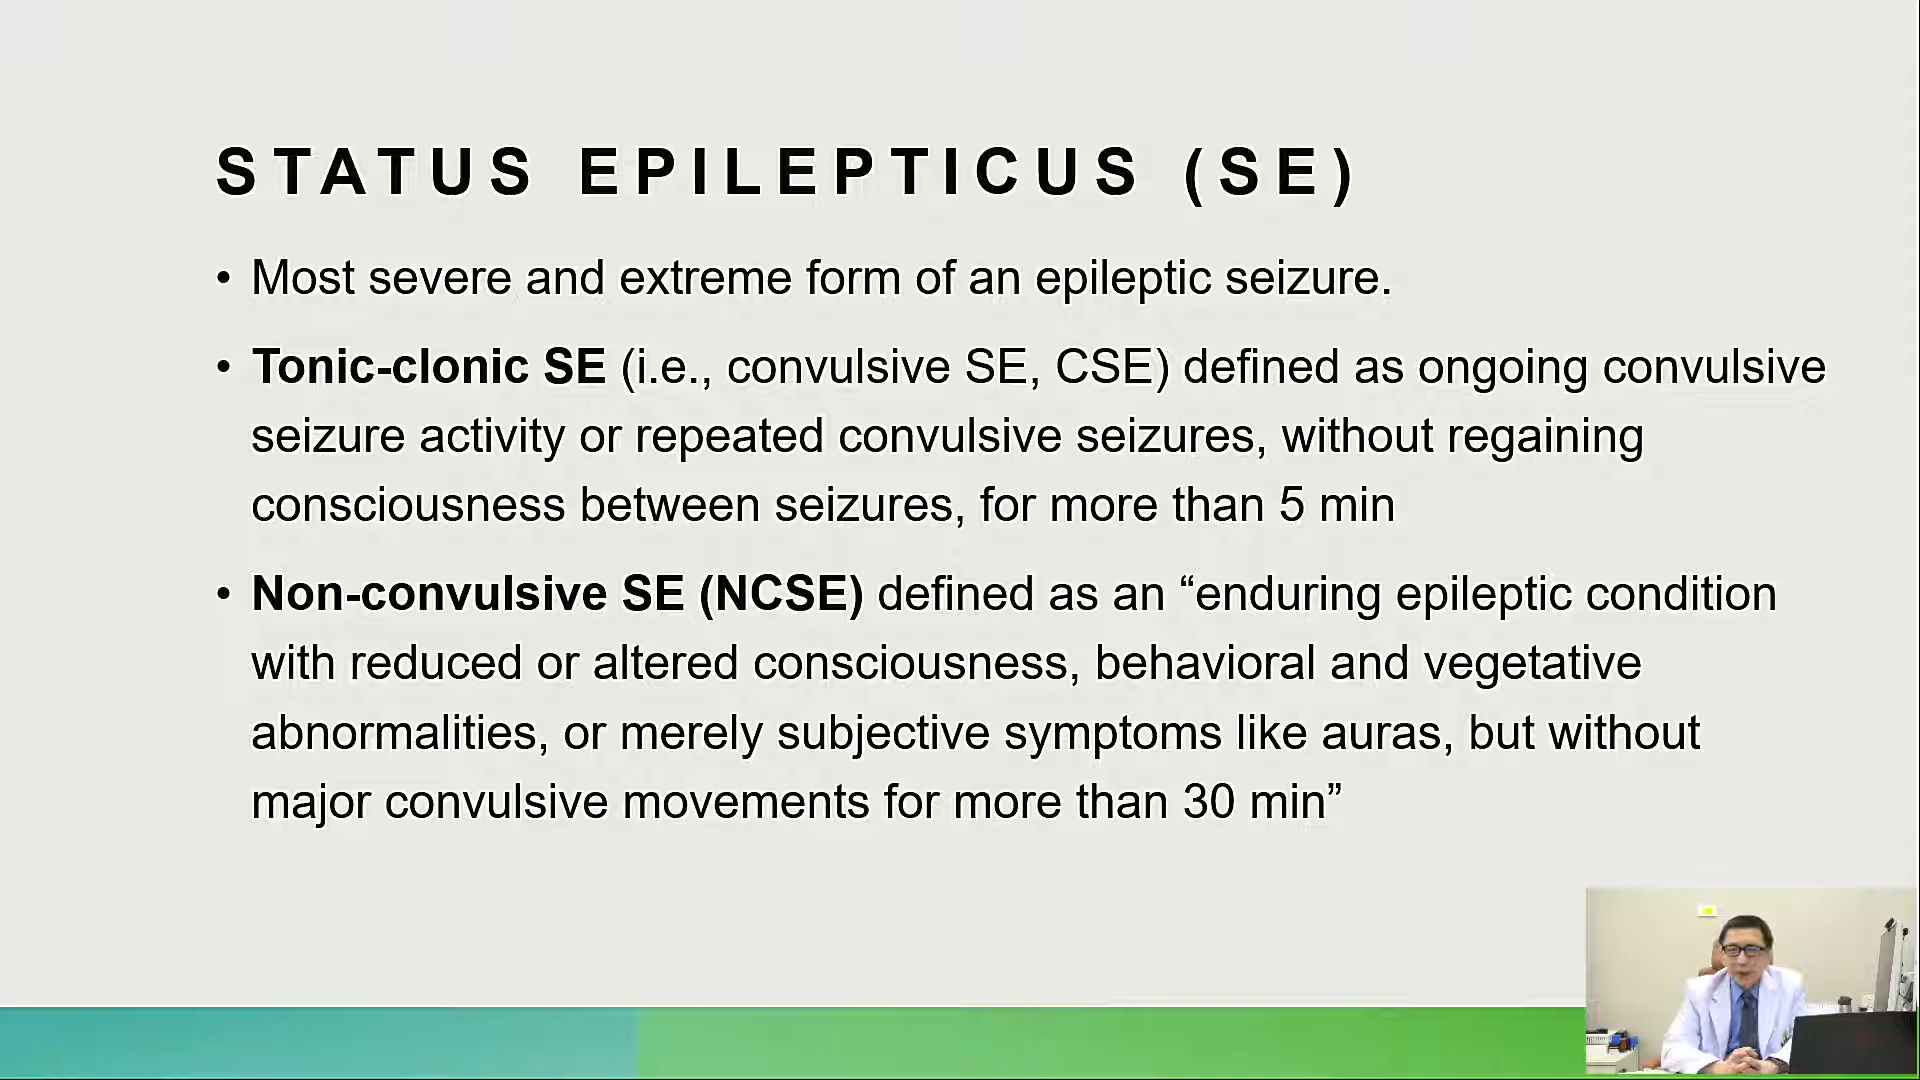 STATUS EPILEPTICUS (SE)
• Most severe and extreme form of an epileptic seizure.
• Tonic-clonic SE (i.e., convulsive SE, CSE) defined as ongoing convulsive
seizure activity or repeated convulsive seizures, without regaining
consciousness between seizures, for more than 5 min
• Non-convulsive SE (NCSE) defined as an “enduring epileptic condition
with reduced or altered consciousness, behavioral and vegetative
abnormalities, or merely subjective symptoms like auras, but without
major convulsive movements for more than 30 min”